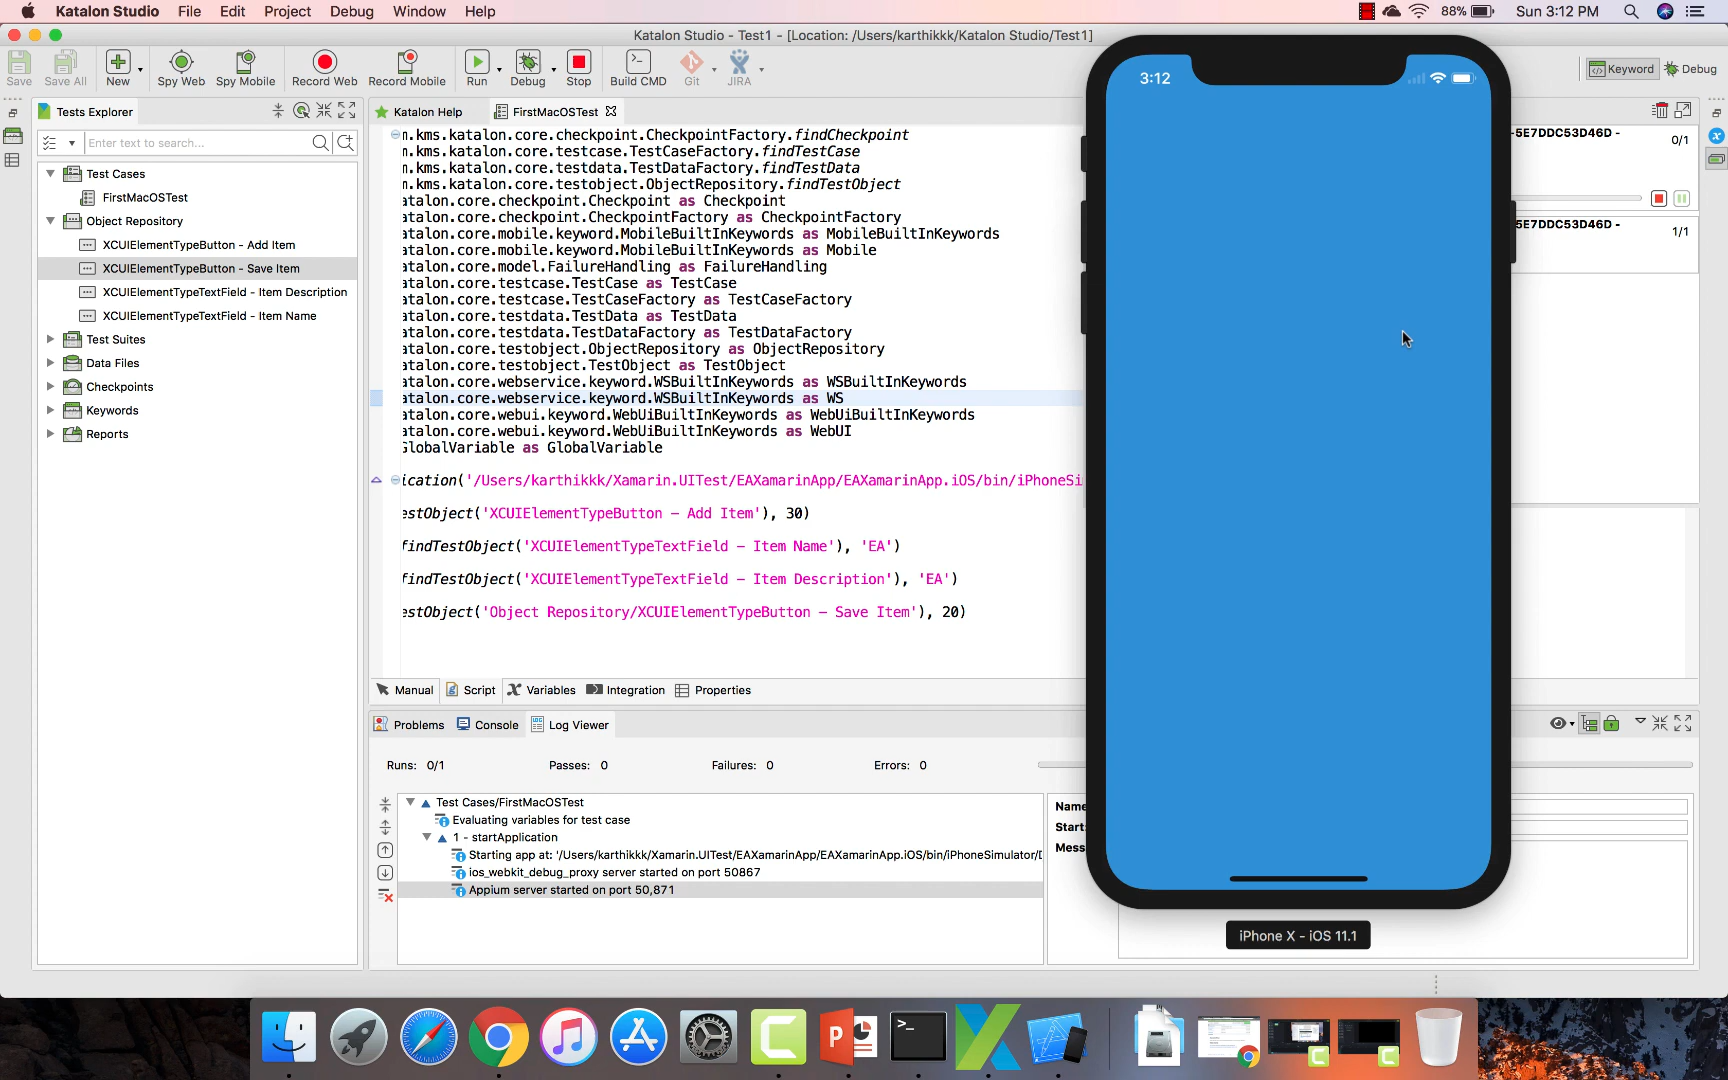 Katalon Studio File Edit Project Debug Window Help 88% Sun 3:12 PM
Katalon Studio - Test1 - [Location: /Users/karthikkk/Katalon Studio/Test1]
Save Save All New Spy Web Spy Mobile Record Web Record Mobile Run Debug Stop Build CMD Git JIRA Keyword Debug
Tests Explorer
Enter text to search...
Test Cases
FirstMacOSTest
Object Repository
XCUIElementTypeButton - Add Item
XCUIElementTypeButton - Save Item
XCUIElementTypeTextField - Item Description
XCUIElementTypeTextField - Item Name
Test Suites
Data Files
Checkpoints
Keywords
Reports
Katalon Help FirstMacOSTest
.kms.katalon.core.checkpoint.CheckpointFactory.findCheckpoint
.kms.katalon.core.testcase.TestCaseFactory.findTestCase
.kms.katalon.core.testdata.TestDataFactory.findTestData
.kms.katalon.core.testobject.ObjectRepository.findTestObject
atalon.core.checkpoint.Checkpoint as Checkpoint
atalon.core.checkpoint.CheckpointFactory as CheckpointFactory
atalon.core.mobile.keyword.MobileBuiltInKeywords as MobileBuiltInKeywords
atalon.core.mobile.keyword.MobileBuiltInKeywords as Mobile
atalon.core.model.FailureHandling as FailureHandling
atalon.core.testcase.TestCase as TestCase
atalon.core.testcase.TestCaseFactory as TestCaseFactory
atalon.core.testdata.TestData as TestData
atalon.core.testdata.TestDataFactory as TestDataFactory
atalon.core.testobject.ObjectRepository as ObjectRepository
atalon.core.testobject.TestObject as TestObject
atalon.core.webservice.keyword.WSBuiltInKeywords as WSBuiltInKeywords
atalon.core.webservice.keyword.WSBuiltInKeywords as WS
atalon.core.webui.keyword.WebUiBuiltInKeywords as WebUiBuiltInKeywords
atalon.core.webui.keyword.WebUiBuiltInKeywords as WebUI
GlobalVariable as GlobalVariable
ication('/Users/karthikkk/Xamarin.UITest/EAXamarinApp/EAXamarinApp.iOS/bin/iPhoneSi
estObject('XCUIElementTypeButton - Add Item'), 30)
findTestObject('XCUIElementTypeTextField - Item Name'), 'EA')
findTestObject('XCUIElementTypeTextField - Item Description'), 'EA')
estObject('Object Repository/XCUIElementTypeButton - Save Item'), 20)
Manual Script Variables Integration Properties
Problems Console Log Viewer
Runs: 0/1 Passes: 0 Failures: 0 Errors: 0
Test Cases/FirstMacOSTest
Evaluating variables for test case
1 - startApplication
Starting app at: '/Users/karthikkk/Xamarin.UITest/EAXamarinApp/EAXamarinApp.iOS/bin/iPhoneSimulator/D
ios_webkit_debug_proxy server started on port 50867
Appium server started on port 50,871
Name
Start:
Mess
3:12
iPhone X - iOS 11.1
-5E7DDC53D46D -
0/1
5E7DDC53D46D -
1/1